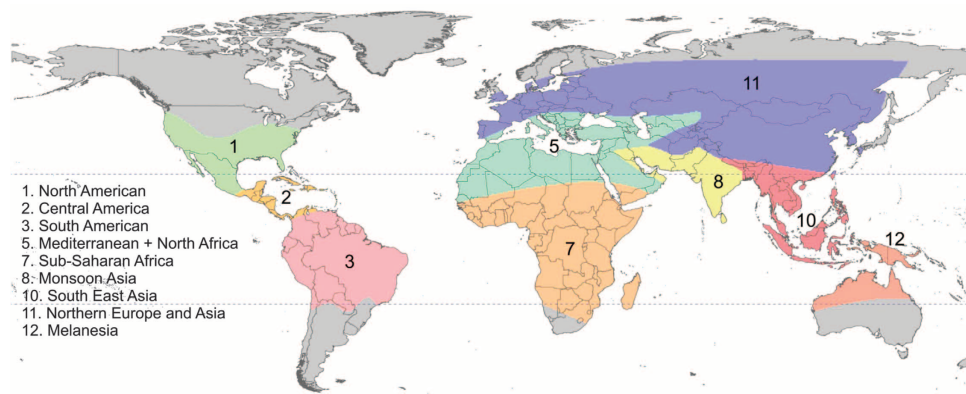 11
1
5
8
2
10
12
7
3
1. North American
2. Central America
3. South American
5. Mediterranean + North Africa
7. Sub-Saharan Africa
8. Monsoon Asia
10. South East Asia
11. Northern Europe and Asia
12. Melanesia